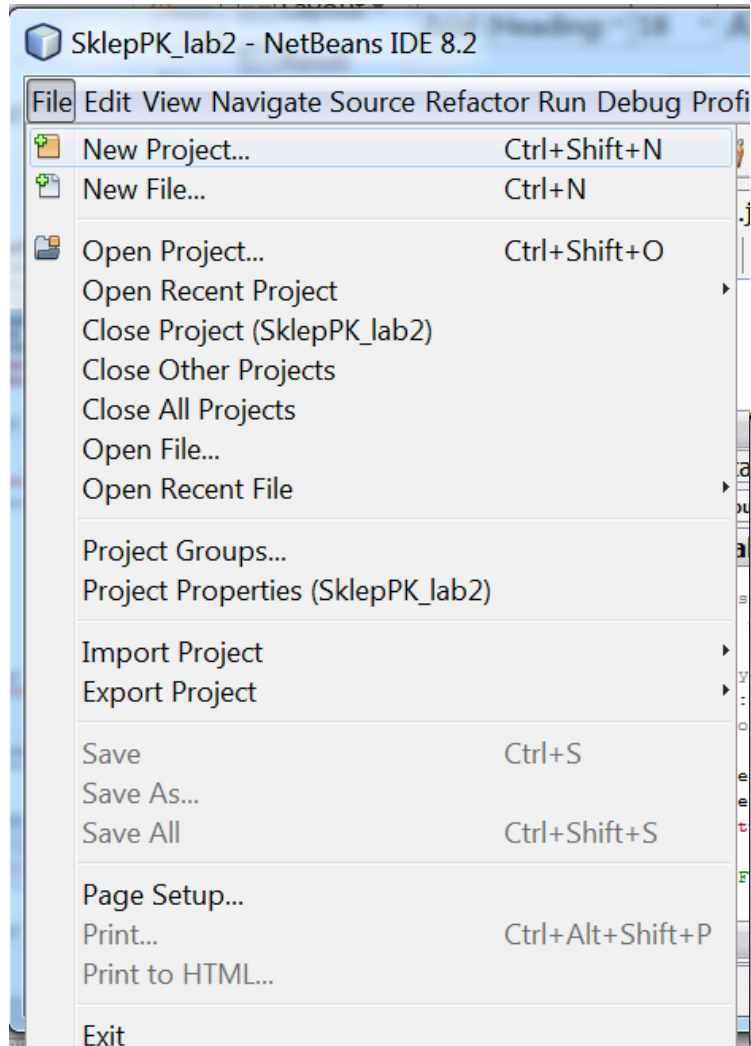 SklepPK_lab2 - NetBeans IDE 8.2
File Edit View Navigate Source Refactor Run Debug Profi
New Project... Ctrl+Shift+N
New File... Ctrl+N
Open Project... Ctrl+Shift+O
Open Recent Project
Close Project (SklepPK_lab2)
Close Other Projects
Close All Projects
Open File...
Open Recent File
Project Groups...
Project Properties (SklepPK_lab2)
Import Project
Export Project
Save Ctrl+S
Save As...
Save All Ctrl+Shift+S
Page Setup...
Print... Ctrl+Alt+Shift+P
Print to HTML...
Exit